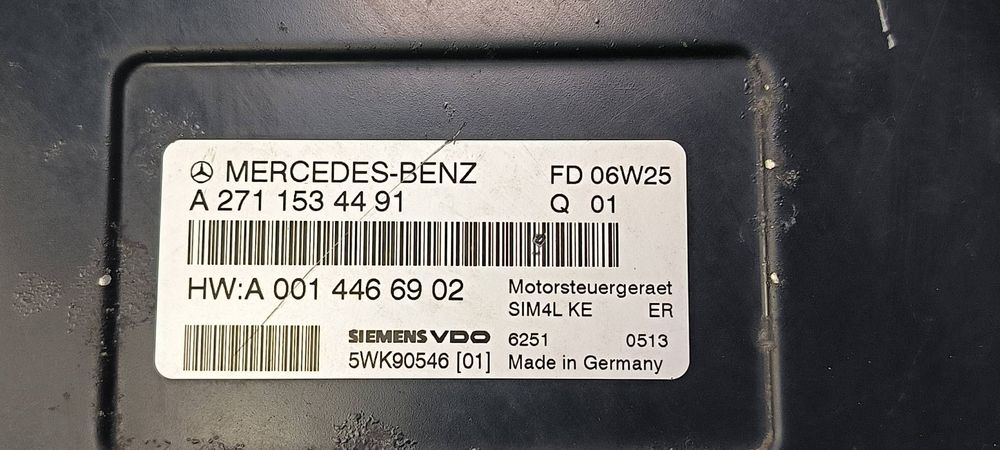 MERCEDES-BENZ FD 06W25
A 271 153 44 91 Q 01
HW:A 001 446 69 02 Motorsteuergeraet
SIM4L KE ER
SIEMENS VDO 6251 0513
5WK90546 [01] Made in Germany